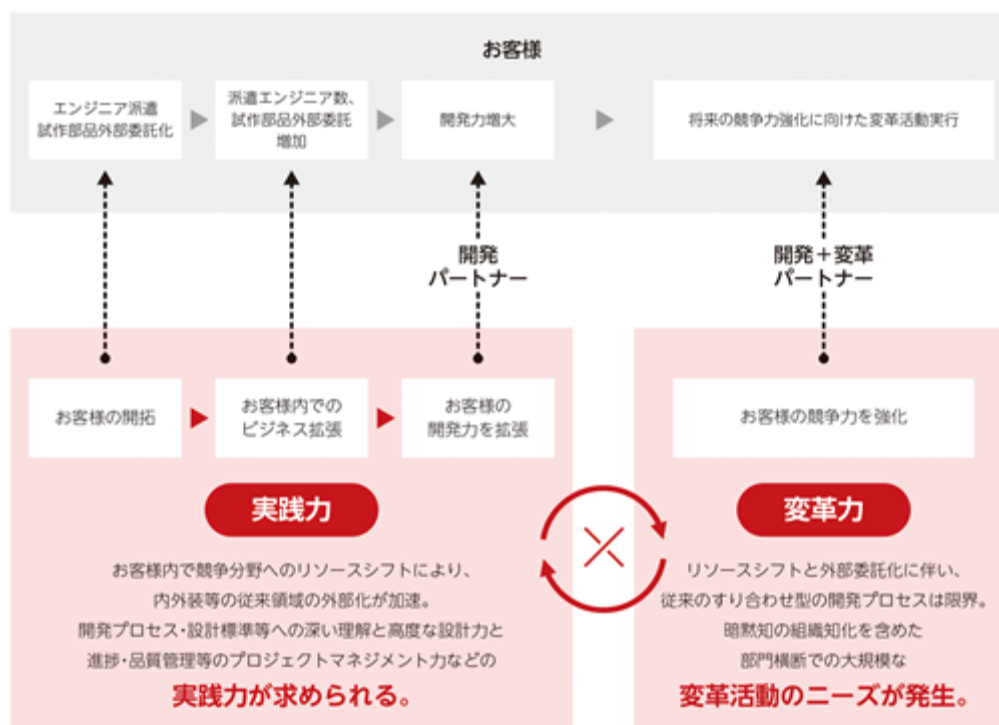 お客様
エンジニア派遣
試作部品外部委託化
派遣エンジニア数、
試作部品外部委託
増加
開発力増大
将来の競争力強化に向けた変革活動実行
開発
パートナー
開発＋変革
パートナー
お客様の開拓
お客様内での
ビジネス拡張
お客様の
開発力を拡張
お客様の競争力を強化
実践力
お客様内で競争分野へのリソースシフトにより、
内外装等の従来領域の外部化が加速。
開発プロセス・設計標準等への深い理解と高度な設計力と
進捗・品質管理等のプロジェクトマネジメント力などの
実践力が求められる。
変革力
リソースシフトと外部委託化に伴い、
従来のすり合わせ型の開発プロセスは限界。
暗黙知の組織知化を含めた
部門横断での大規模な
変革活動のニーズが発生。